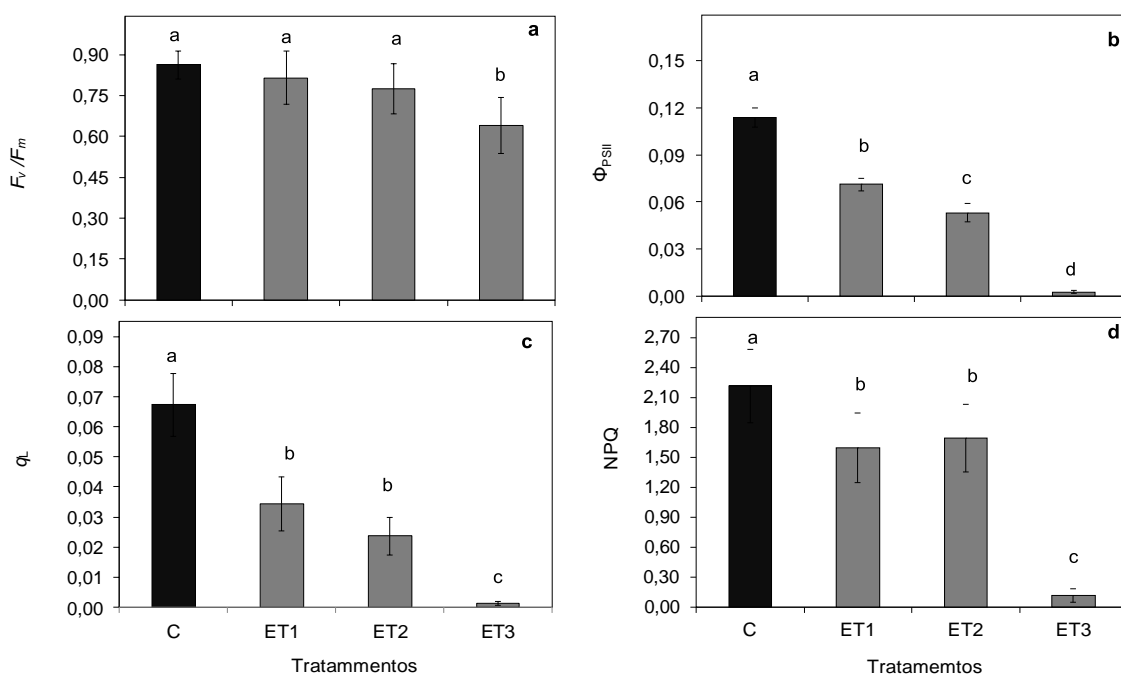 a
0,90
0,75
0,60
0,45
0,30
0,15
0,00
Fv /Fm
a a a b
b
0,15
0,12
0,09
0,06
0,03
0,00
ΦPSII
a b c d
c
0,09
0,08
0,07
0,06
0,05
0,04
0,03
0,02
0,01
0,00
qL
a b b c
C ET1 ET2 ET3
Tratammentos
d
2,70
2,40
2,10
1,80
1,50
1,20
0,90
0,60
0,30
0,00
NPQ
a b b c
C ET1 ET2 ET3
Tratamemtos